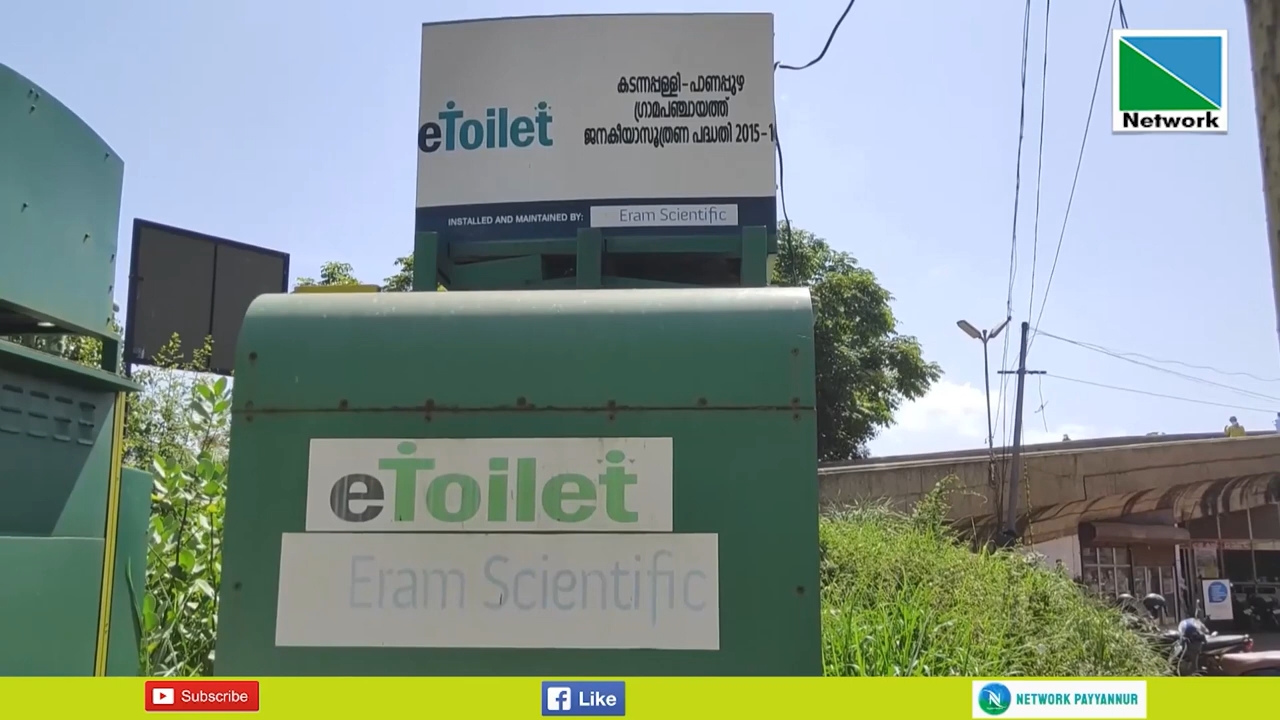 കടന്നപ്പള്ളി-പാണപ്പുഴ
ഗ്രാമപഞ്ചായത്ത്
ജനകീയാസൂത്രണ പദ്ധതി 2015-1
eToilet
INSTALLED AND MAINTAINED BY: Eram Scientific
Network
eToilet
Eram Scientific
Subscribe
Like
NETWORK PAYYANNUR